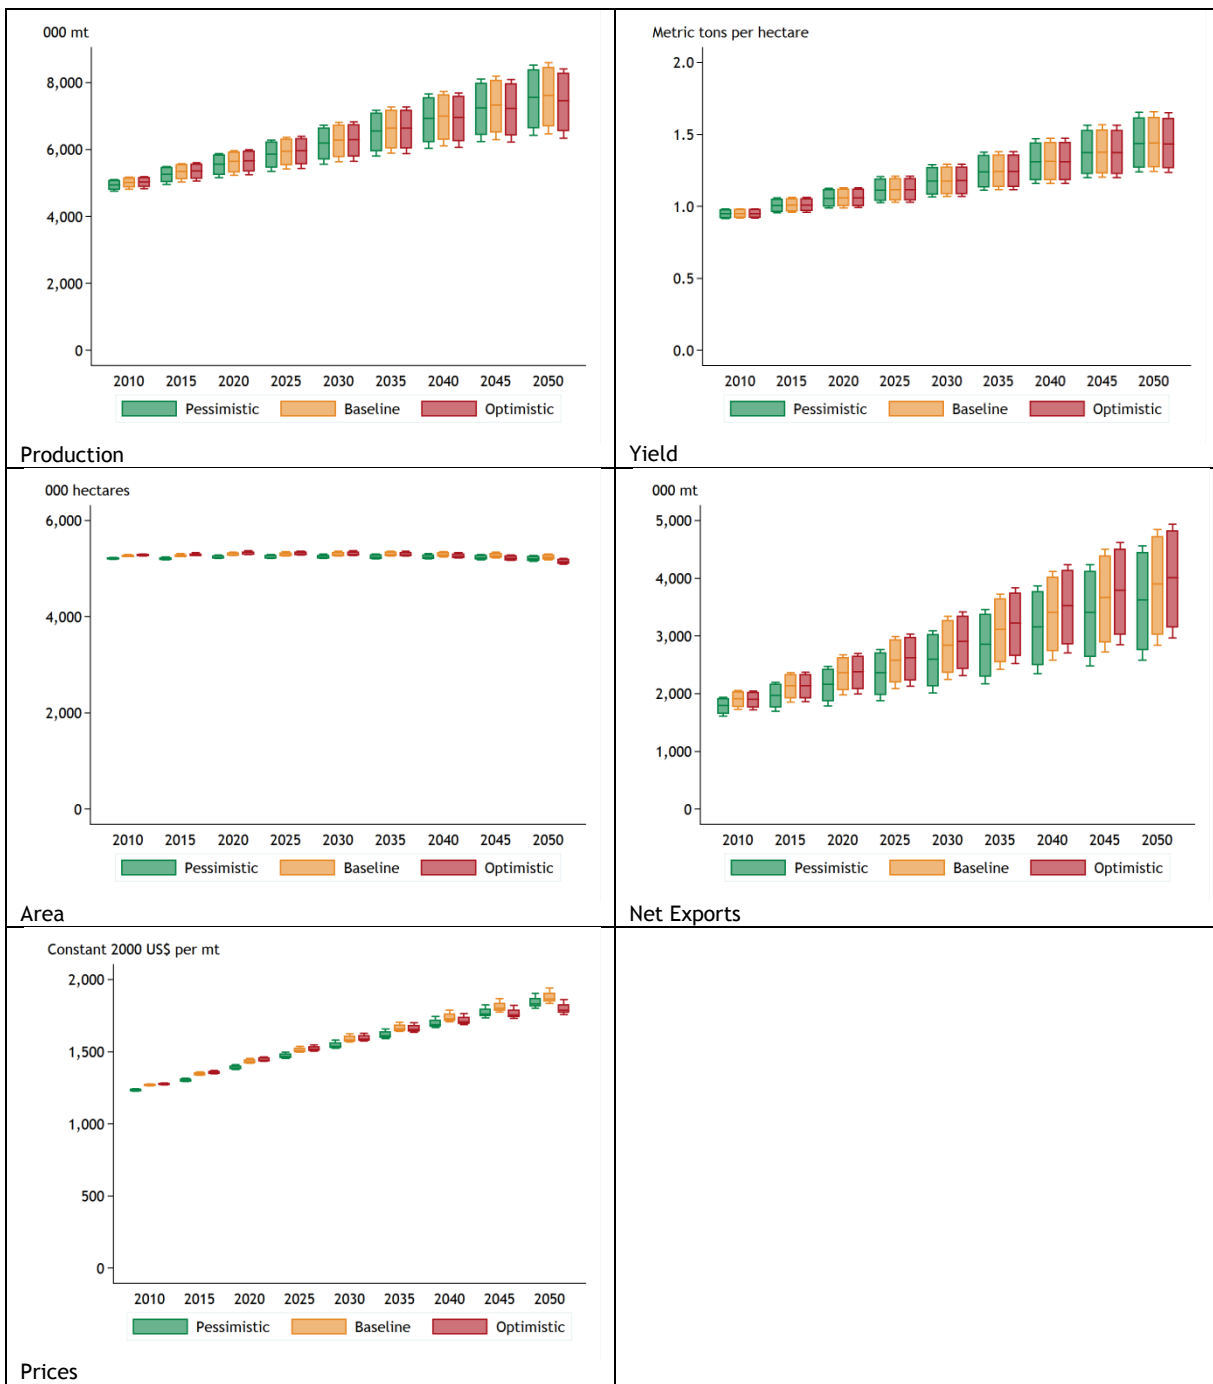 000 mt
8,000
6,000
4,000
2,000
0
2010 2015 2020 2025 2030 2035 2040 2045 2050
Pessimistic Baseline Optimistic
Production
Metric tons per hectare
2.0
1.5
1.0
0.5
0.0
2010 2015 2020 2025 2030 2035 2040 2045 2050
Pessimistic Baseline Optimistic
Yield
000 hectares
6,000
4,000
2,000
0
2010 2015 2020 2025 2030 2035 2040 2045 2050
Pessimistic Baseline Optimistic
Area
000 mt
5,000
4,000
3,000
2,000
1,000
0
2010 2015 2020 2025 2030 2035 2040 2045 2050
Pessimistic Baseline Optimistic
Net Exports
Constant 2000 US$ per mt
2,000
1,500
1,000
500
0
2010 2015 2020 2025 2030 2035 2040 2045 2050
Pessimistic Baseline Optimistic
Prices